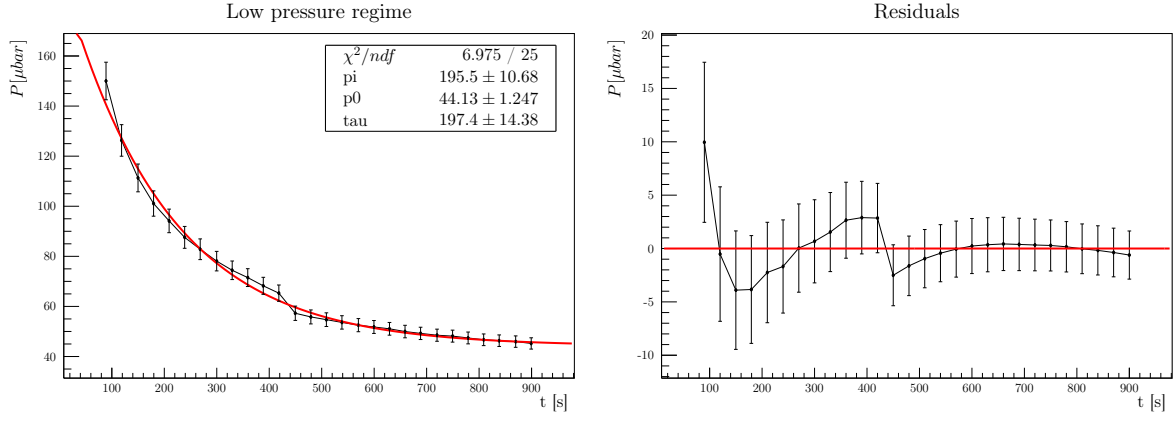 Low pressure regime
P [μbar]
160
140
120
100
80
60
40
χ²/ndf 6.975 / 25
pi 195.5 ± 10.68
p0 44.13 ± 1.247
tau 197.4 ± 14.38
100 200 300 400 500 600 700 800 900
t [s]
Residuals
P [μbar]
20
15
10
5
0
-5
-10
100 200 300 400 500 600 700 800 900
t [s]